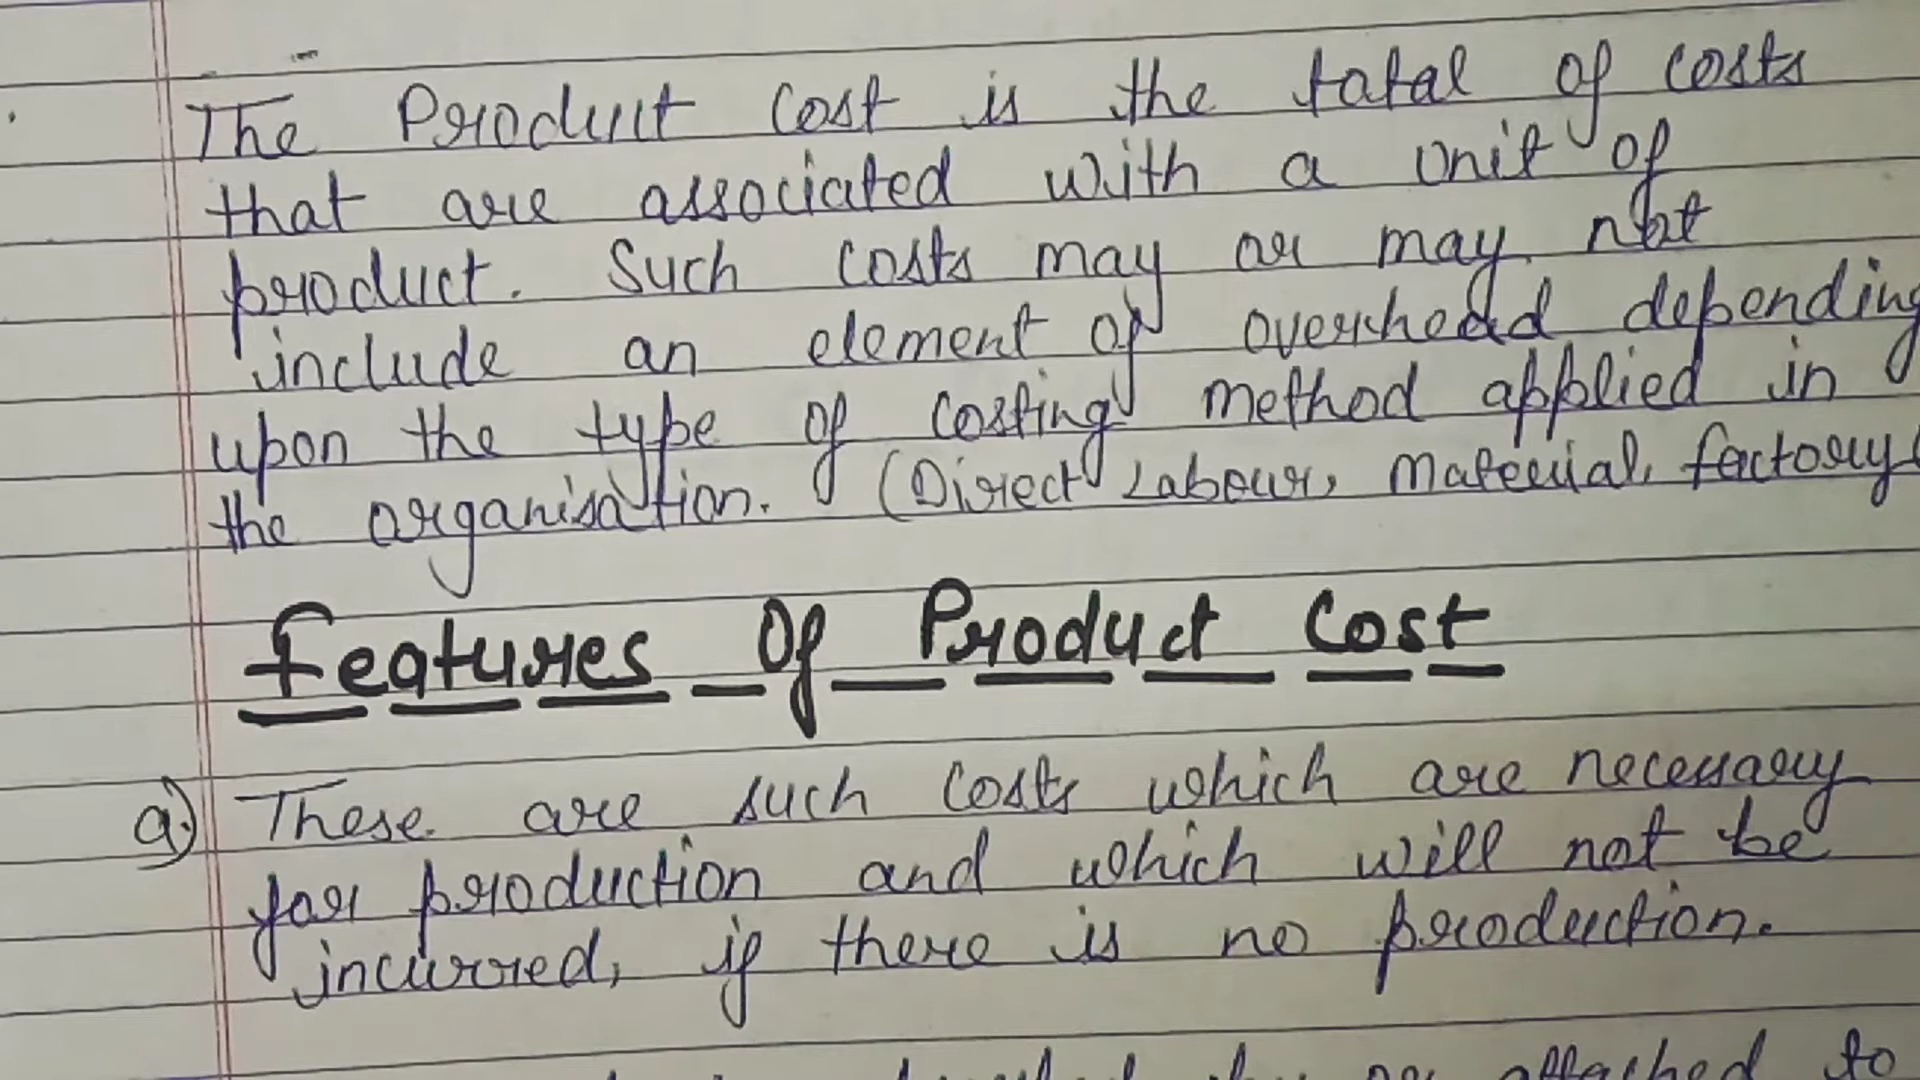 The Product cost is the total of costs
that are associated with a unit of
product. Such costs may or may not
include an element of overhead depending
upon the type of costing method applied in
the organisation. (Direct Labour, Material, factory
Features Of Product Cost
a) These are such costs which are necessary
for production and which will not be
incurred, if there is no production.
attached to